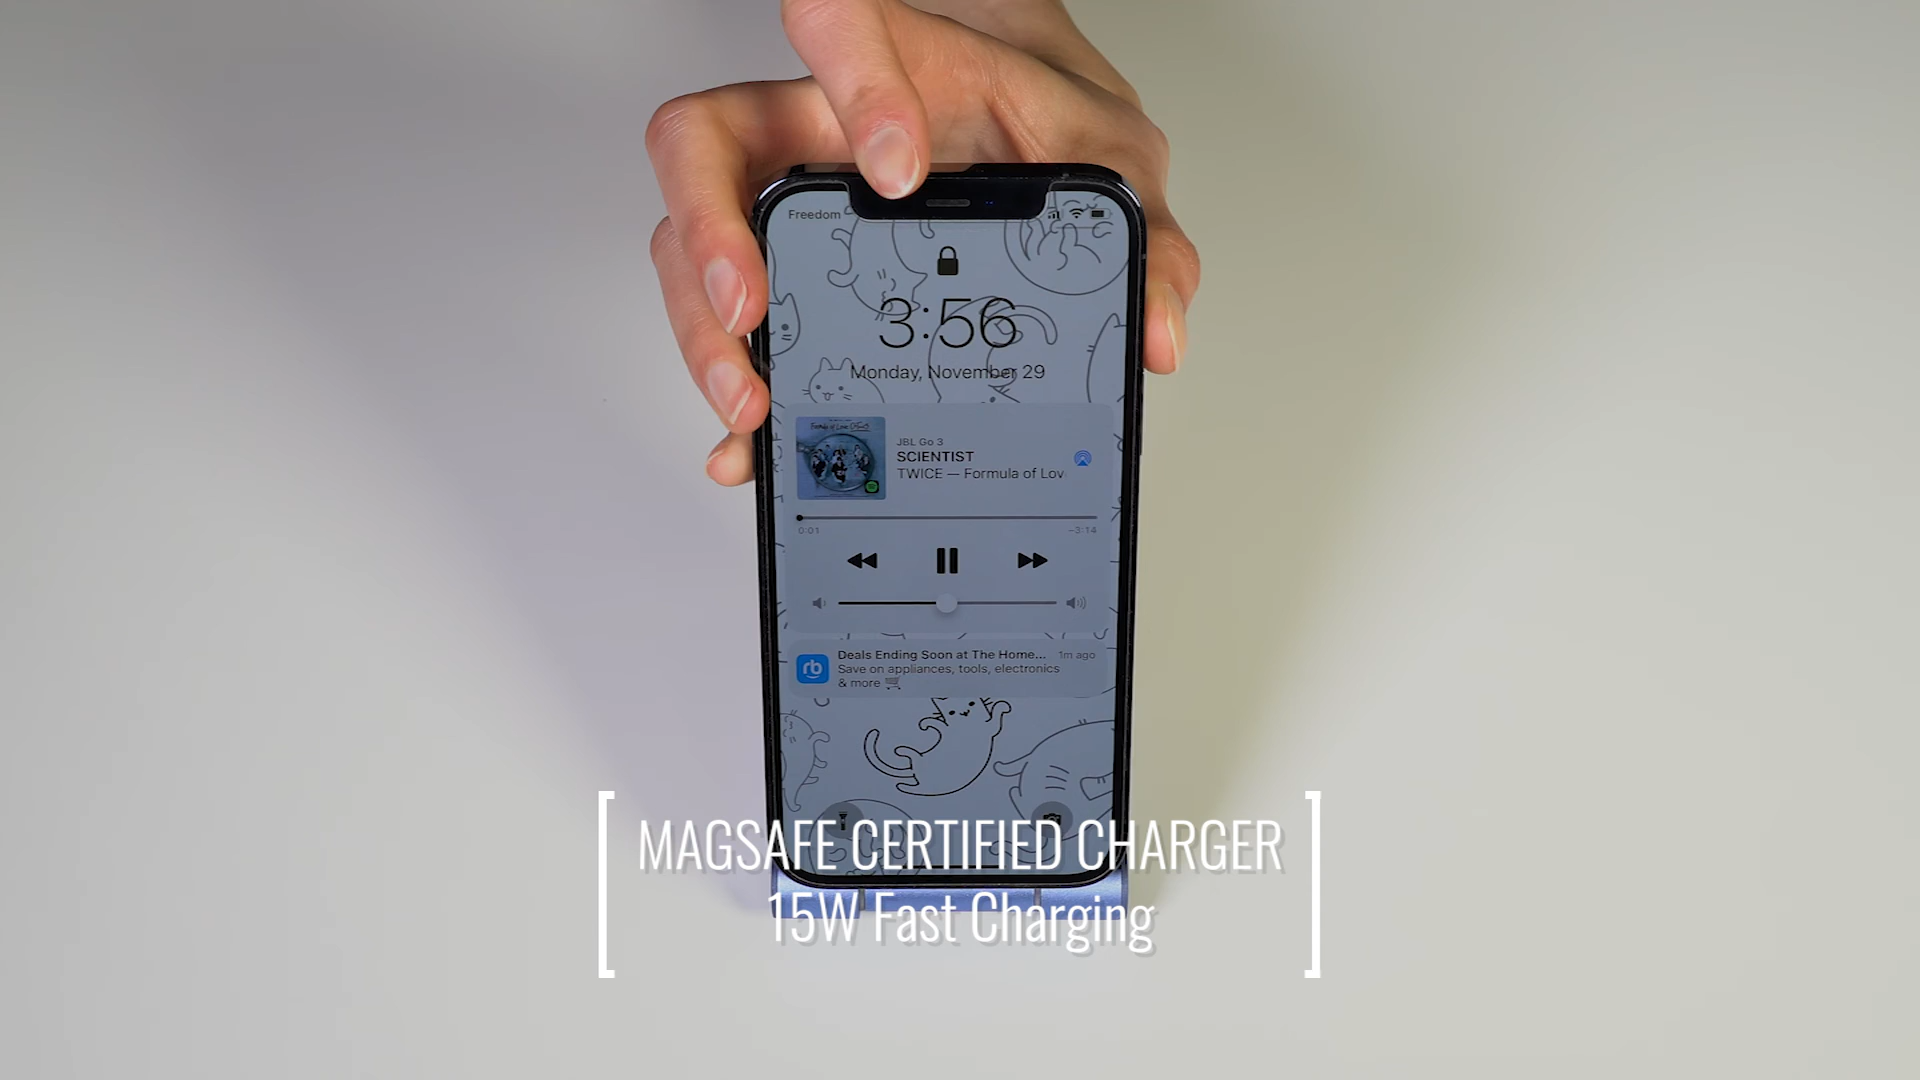 Freedom
3:56
Monday, November 29
JBL Go 3
SCIENTIST
TWICE — Formula of Lov
0:01
-3:14
rb
Deals Ending Soon at The Home...
1m ago
Save on appliances, tools, electronics
& more
MAGSAFE CERTIFIED CHARGER
15W Fast Charging